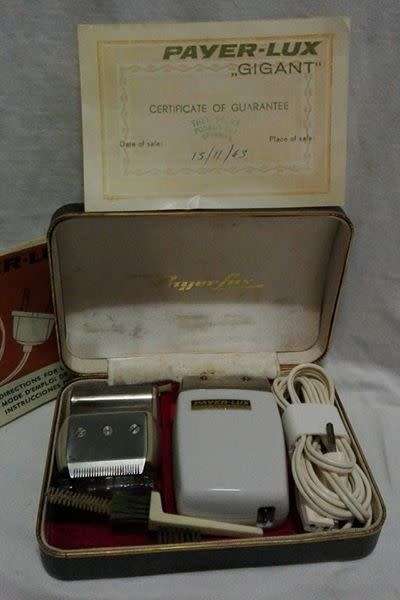 PAYER-LUX
„GIGANT"
CERTIFICATE OF GUARANTEE
Date of sale:
Place of sale:
15/11/63
Payer-Lux
R-LUX
DIRECTIONS FOR
MODE D'EMPLOI
INSTRUCCIONES
PAYER-LUX